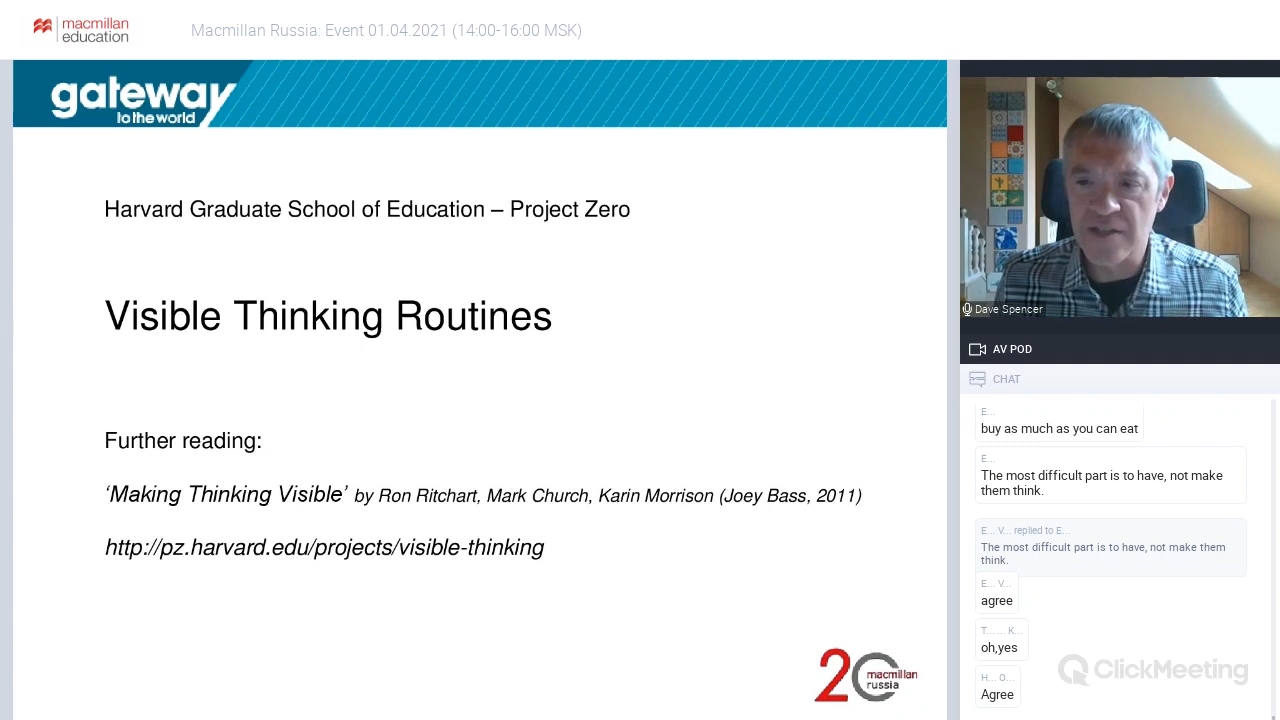 macmillan
education
Macmillan Russia: Event 01.04.2021 (14:00-16:00 MSK)
gateway
to the world
Harvard Graduate School of Education – Project Zero
Visible Thinking Routines
Further reading:
‘Making Thinking Visible’ by Ron Ritchart, Mark Church, Karin Morrison (Joey Bass, 2011)
http://pz.harvard.edu/projects/visible-thinking
20
macmillan
russia
Dave Spencer
AV POD
CHAT
E...
buy as much as you can eat
E...
The most difficult part is to have, not make
them think.
E... V... replied to E...
The most difficult part is to have, not make them
think.
E... V...
agree
T... ... K...
oh,yes
H... O...
Agree
ClickMeeting